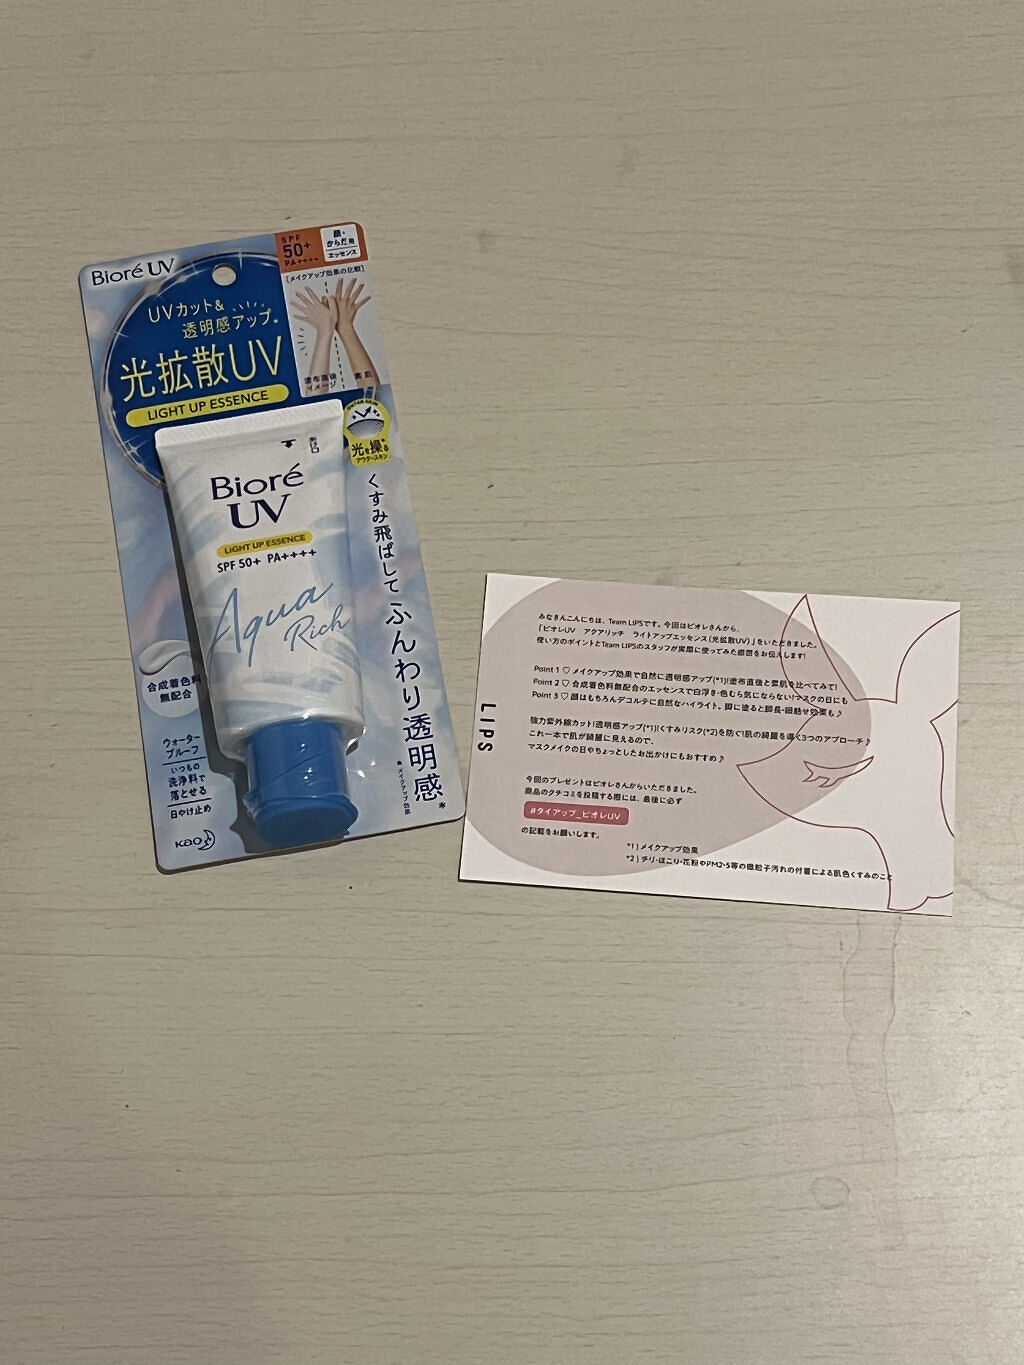 Bioré UV
SPF
50+
PA++++
顔・
からだ用
エッセンス
UVカット&
透明感アップ*
光拡散UV
LIGHT UP ESSENCE
[メイクアップ効果の比較]
塗布直後
イメージ
素肌
光を操る
アウタースキン
くすみ飛ばして
ふんわり透明感*
*メイクアップ効果
Bioré
UV
LIGHT UP ESSENCE
SPF 50+ PA++++
Aqua
Rich
合成着色料
無配合
ウォーター
プルーフ
いつもの
洗浄料で
落とせる
日やけ止め
KAO
LIPS
みなさんこんにちは、Team LIPSです。今回はビオレさんから、
「ビオレUV アクアリッチ ライトアップエッセンス(光拡散UV)」をいただきました。
使い方のポイントとTeam LIPSのスタッフが実際に使ってみた感想をお伝えします!
Point 1 ♡ メイクアップ効果で自然に透明感アップ(*1)!塗布直後と素肌を比べてみて!
Point 2 ♡ 合成着色料無配合のエッセンスで白浮き・色むら気にならない!マスクの日にも
Point 3 ♡ 顔はもちろんデコルテに自然なハイライト。脚に塗ると脚長・細魅せ効果も♪
強力紫外線カット!透明感アップ(*1)!くすみリスク(*2)を防ぐ!肌の綺麗を導く3つのアプローチ♪
これ一本で肌が綺麗に見えるので、
マスクメイクの日やちょっとしたお出かけにもおすすめ♪
今回のプレゼントはビオレさんからいただきました。
商品のクチコミを投稿する際には、最後に必ず
#タイアップ_ビオレUV
の記載をお願いします。
*1) メイクアップ効果
*2) チリ・ほこり・花粉やPM2・5等の微粒子汚れの付着による肌色くすみのこと